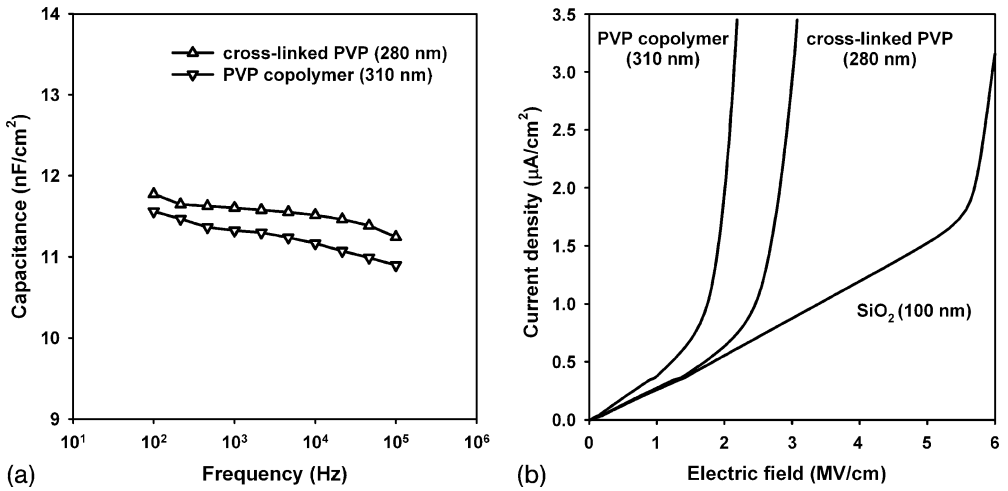 14
13
12
11
10
9
Capacitance (nF/cm²)
cross-linked PVP (280 nm)
PVP copolymer (310 nm)
10¹ 10² 10³ 10⁴ 10⁵ 10⁶
Frequency (Hz)
(a)
3.5
3.0
2.5
2.0
1.5
1.0
0.5
0.0
Current density (μA/cm²)
PVP copolymer
(310 nm)
cross-linked PVP
(280 nm)
SiO₂ (100 nm)
0 1 2 3 4 5 6
Electric field (MV/cm)
(b)